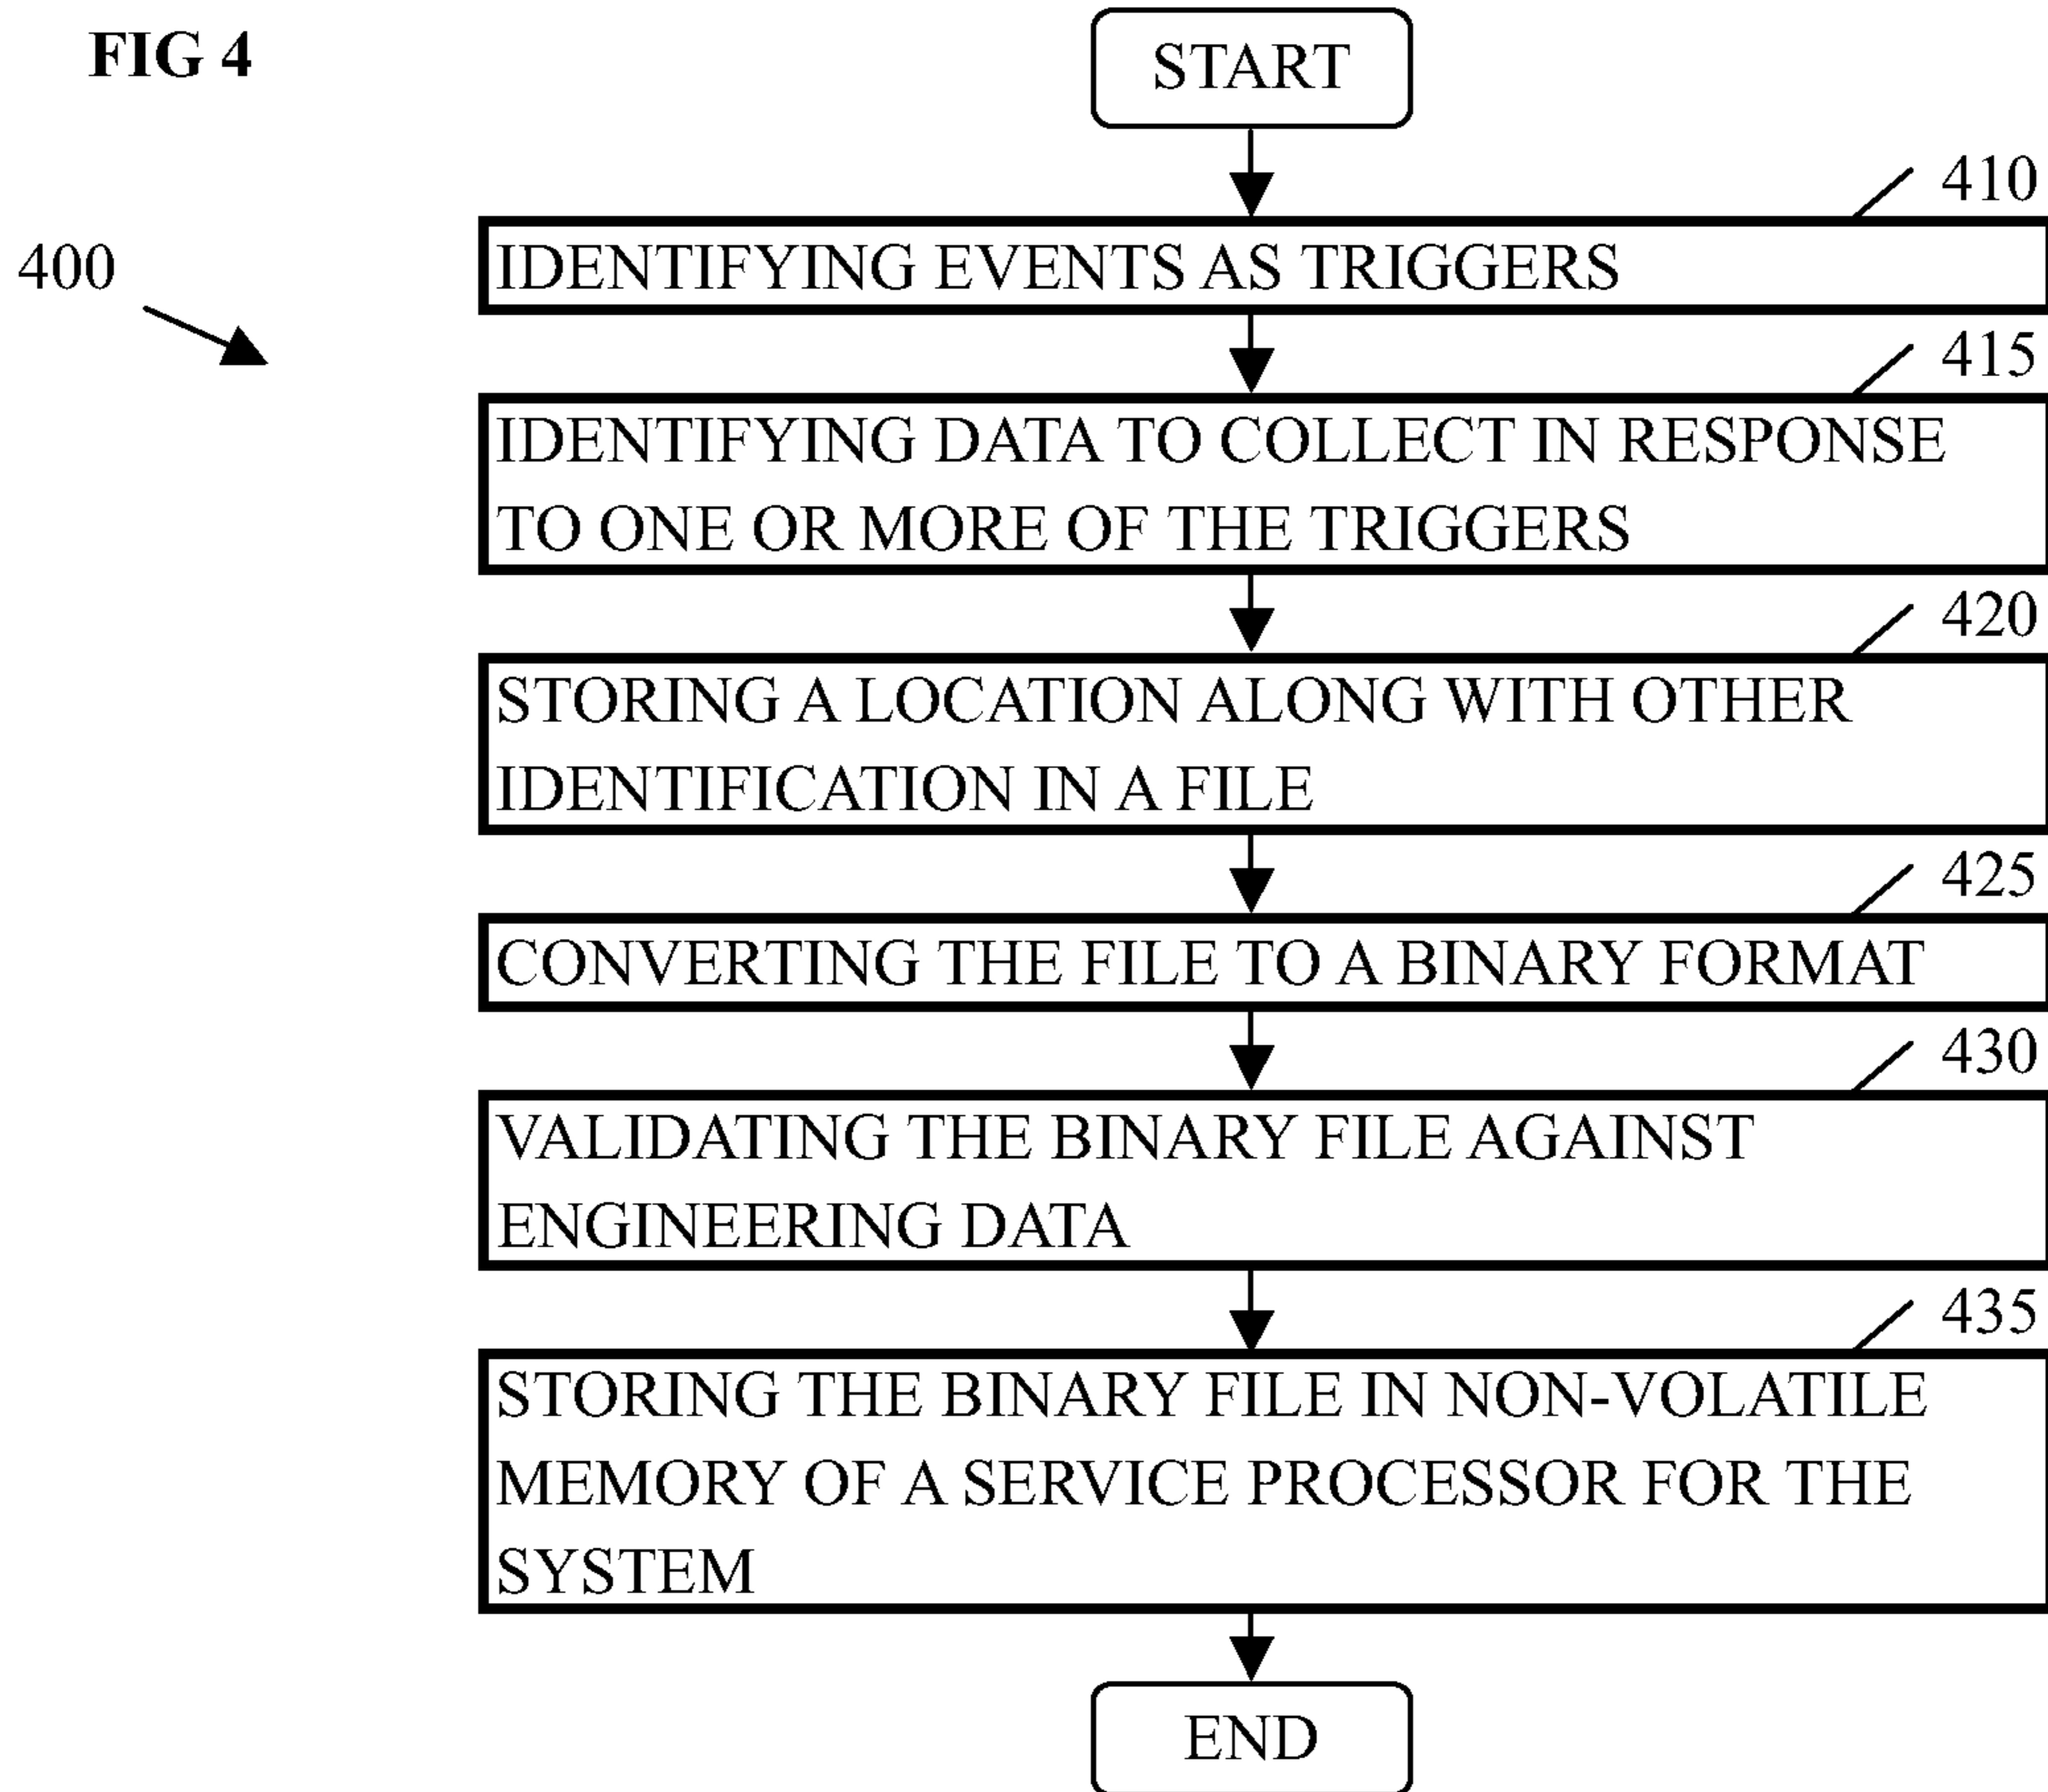 FIG 4
START
410
400
IDENTIFYING EVENTS AS TRIGGERS
415
IDENTIFYING DATA TO COLLECT IN RESPONSE
TO ONE OR MORE OF THE TRIGGERS
420
STORING A LOCATION ALONG WITH OTHER
IDENTIFICATION IN A FILE
425
CONVERTING THE FILE TO A BINARY FORMAT
430
VALIDATING THE BINARY FILE AGAINST
ENGINEERING DATA
435
STORING THE BINARY FILE IN NON-VOLATILE
MEMORY OF A SERVICE PROCESSOR FOR THE
SYSTEM
END